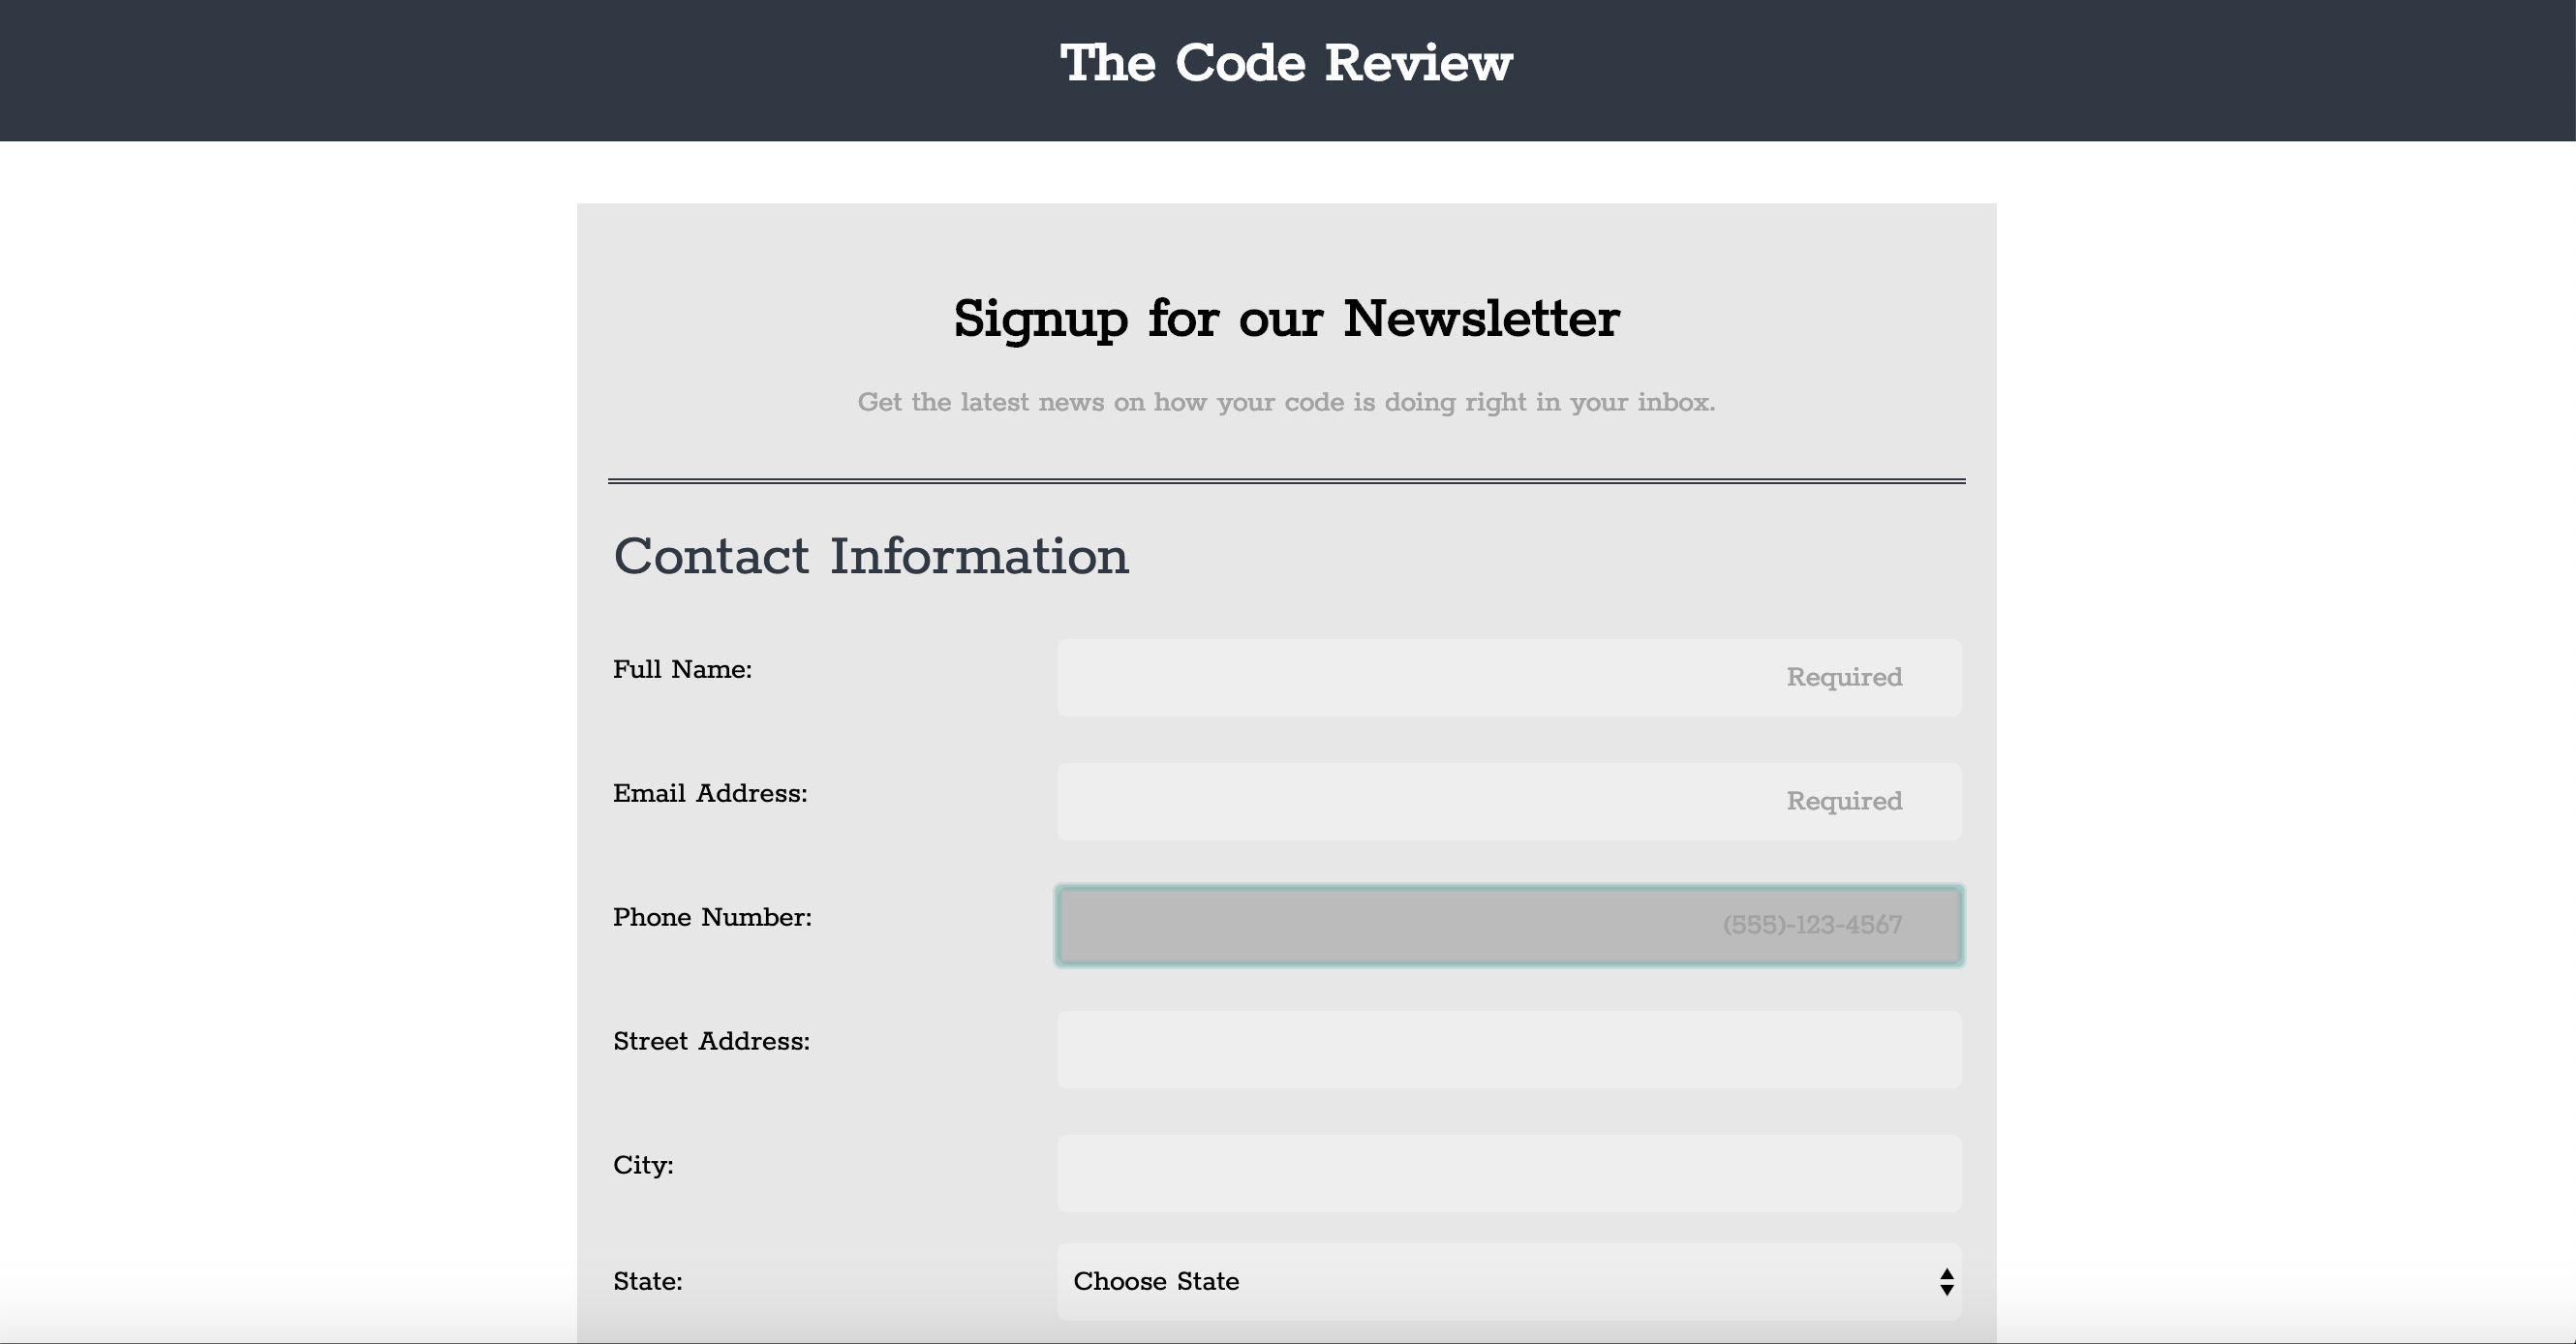 The Code Review
Signup for our Newsletter
Get the latest news on how your code is doing right in your inbox.
Contact Information
Full Name: Required
Email Address: Required
Phone Number: (555)-123-4567
Street Address:
City:
State: Choose State